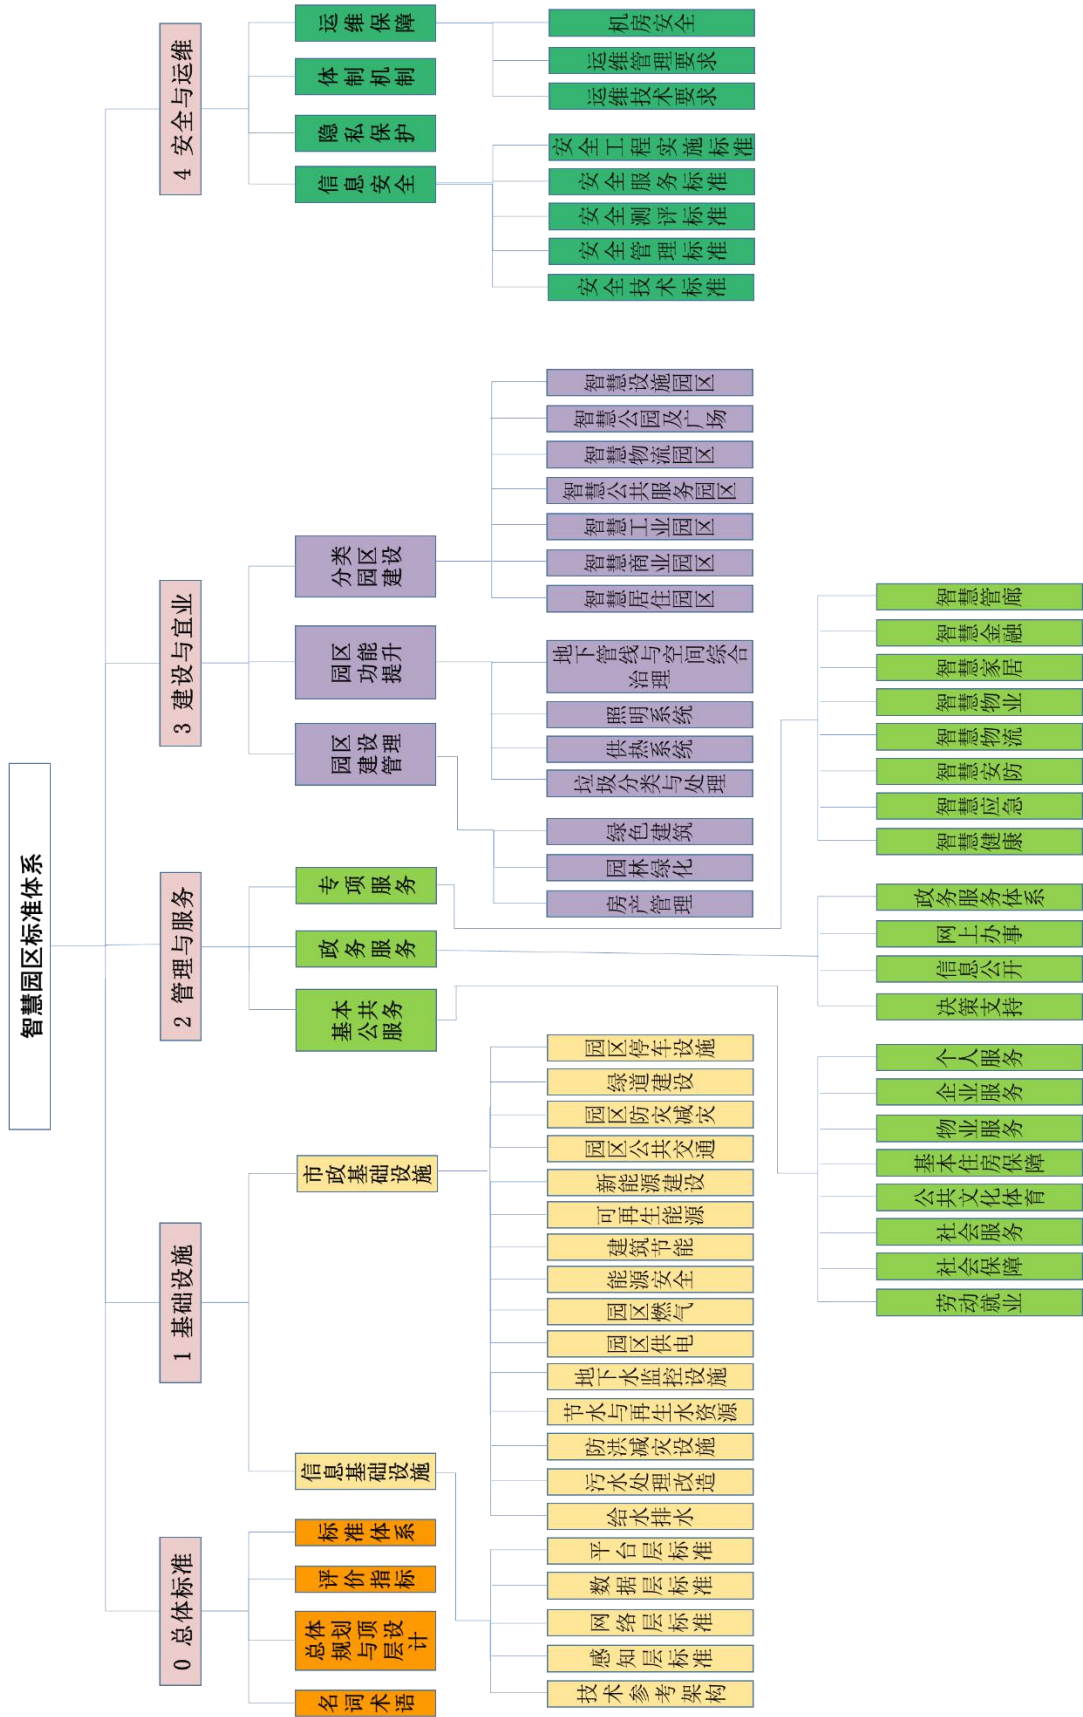 智慧园区标准体系
0 总体标准
1 基础设施
2 管理与服务
3 建设与宜业
4 安全与运维
名词术语
总体
规划
与项
层设
计
评价指标
标准体系
信息基础设施
市政基础设施
基本
公共
服务
政务服务
专项服务
园区
建设
管理
园区
功能
提升
分类
园区
建设
信息安全
隐私保护
体制机制
运维保障
技术参考架构
感知层标准
网络层标准
数据层标准
平台层标准
给水排水
污水处理改造
防洪减灾设施
节水与再生水资源
地下水监控设施
园区供电
园区燃气
能源安全
建筑节能
可再生能源
新能源建设
园区公共交通
园区防灾减灾
绿道建设
园区停车设施
房产管理
园林绿化
绿色建筑
垃圾分类与处理
供热系统
照明系统
地下管线与空间综合
治理
智慧居住园区
智慧商业园区
智慧工业园区
智慧公共服务园区
智慧物流园区
智慧公园及广场
智慧设施园区
安全技术标准
安全管理标准
安全测评标准
安全服务标准
安全工程实施标准
运维技术要求
运维管理要求
机房安全
劳动就业
社会保障
社会服务
公共文化体育
基本住房保障
物业服务
企业服务
个人服务
决策支持
信息公开
网上办事
政务服务体系
智慧健康
智慧应急
智慧安防
智慧物流
智慧物业
智慧家居
智慧金融
智慧管廊